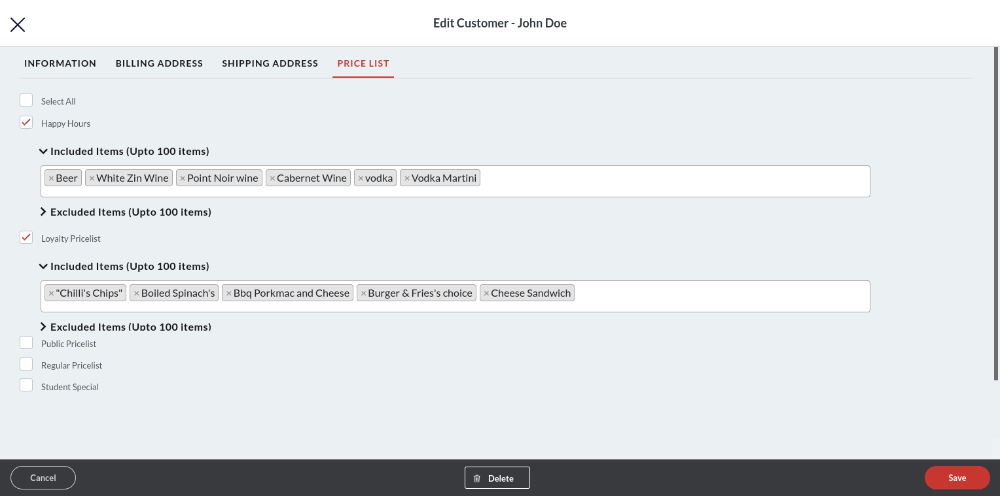 Edit Customer - John Doe
INFORMATION BILLING ADDRESS SHIPPING ADDRESS PRICE LIST
Select All
Happy Hours
Included Items (Upto 100 items)
×Beer ×White Zin Wine ×Point Noir wine ×Cabernet Wine ×vodka ×Vodka Martini
Excluded Items (Upto 100 items)
Loyalty Pricelist
Included Items (Upto 100 items)
×"Chilli's Chips" ×Boiled Spinach's ×Bbq Porkmac and Cheese ×Burger & Fries's choice ×Cheese Sandwich
Excluded Items (Upto 100 items)
Public Pricelist
Regular Pricelist
Student Special
Cancel Delete Save